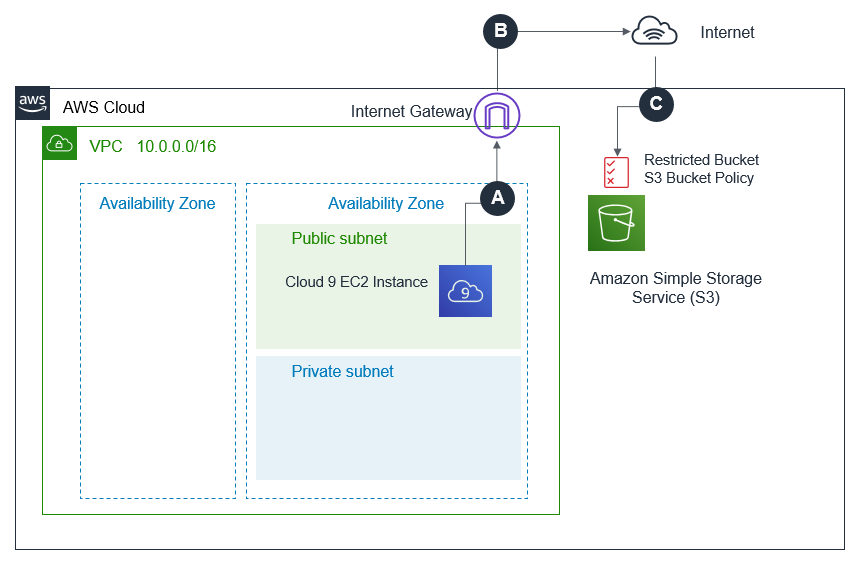 B
Internet
aws
AWS Cloud
Internet Gateway
C
VPC 10.0.0.0/16
Restricted Bucket
S3 Bucket Policy
A
Availability Zone
Availability Zone
Public subnet
Cloud 9 EC2 Instance
9
Amazon Simple Storage
Service (S3)
Private subnet